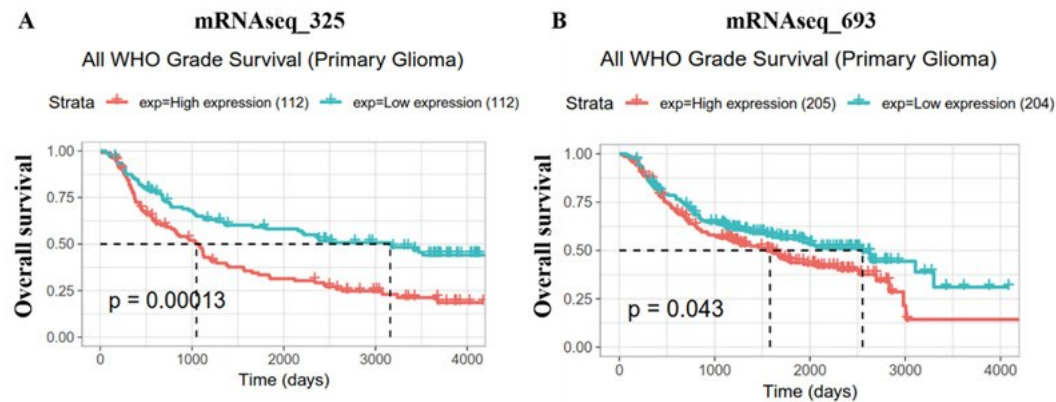 A
mRNAseq_325
All WHO Grade Survival (Primary Glioma)
Strata exp=High expression (112) exp=Low expression (112)
Overall survival
1.00
0.75
0.50
0.25
0.00
p = 0.00013
0 1000 2000 3000 4000
Time (days)
B
mRNAseq_693
All WHO Grade Survival (Primary Glioma)
Strata exp=High expression (205) exp=Low expression (204)
Overall survival
1.00
0.75
0.50
0.25
0.00
p = 0.043
0 1000 2000 3000 4000
Time (days)